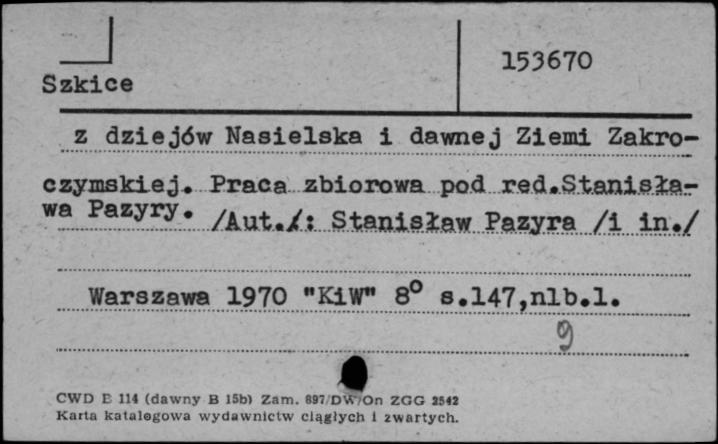 153670
Szkice
z dziejów Nasielska i dawnej Ziemi Zakro-
czymskiej. Praca zbiorowa pod red.Stanisła-
wa Pazyry. /Aut./: Stanisław Pazyra /i in./
Warszawa 1970 "KiW" 8° s.147,nlb.1.
9
CWD E 114 (dawny B 15b) Zam. 897/DW/On ZGG 2542
Karta katalogowa wydawnictw ciągłych i zwartych.